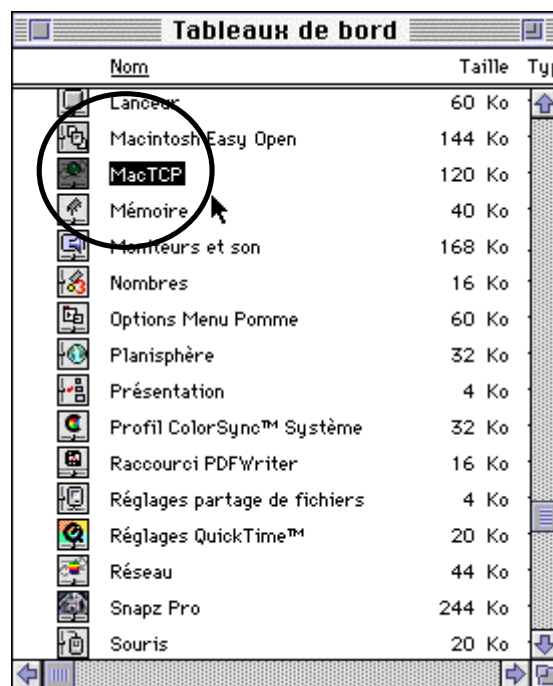 Tableaux de bord
Nom Taille Typ
Lanceur 60 Ko
Macintosh Easy Open 144 Ko
MacTCP 120 Ko
Mémoire 40 Ko
Moniteurs et son 168 Ko
Nombres 16 Ko
Options Menu Pomme 60 Ko
Planisphère 32 Ko
Présentation 4 Ko
Profil ColorSync™ Système 32 Ko
Raccourci PDFWriter 16 Ko
Réglages partage de fichiers 4 Ko
Réglages QuickTime™ 20 Ko
Réseau 44 Ko
Snapz Pro 244 Ko
Souris 20 Ko